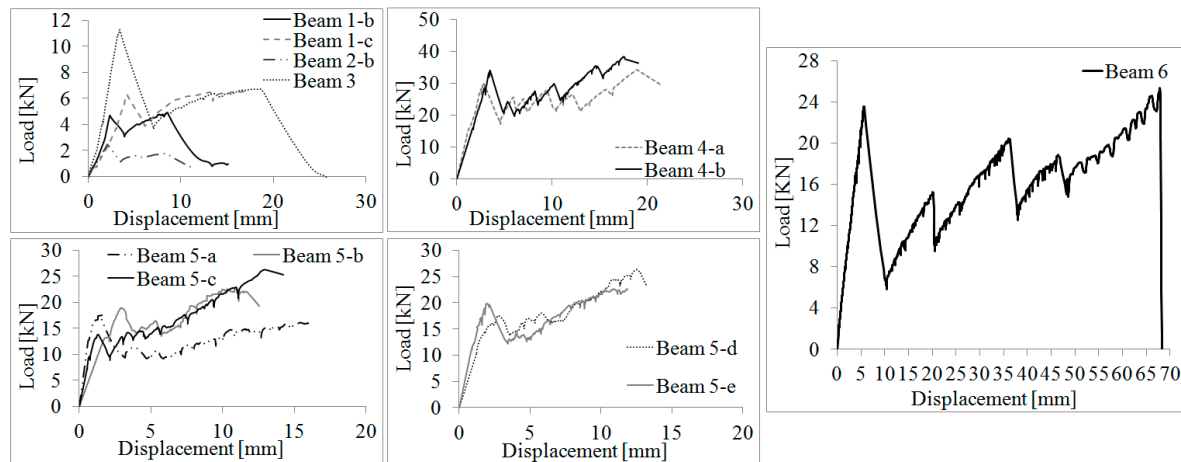 12
10
8
6
4
2
0
Load [kN]
Beam 1-b
Beam 1-c
Beam 2-b
Beam 3
0 10 20 30
Displacement [mm]
50
40
30
20
10
0
Load [kN]
Beam 4-a
Beam 4-b
0 10 20 30
Displacement [mm]
30
25
20
15
10
5
0
Load [kN]
Beam 5-a Beam 5-b
Beam 5-c
0 5 10 15 20
Displacement [mm]
30
25
20
15
10
5
0
Load [kN]
Beam 5-d
Beam 5-e
0 5 10 15 20
Displacement [mm]
28
24
20
16
12
8
4
0
Load [KN]
Beam 6
0 5 10 15 20 25 30 35 40 45 50 55 60 65 70
Displacement [mm]